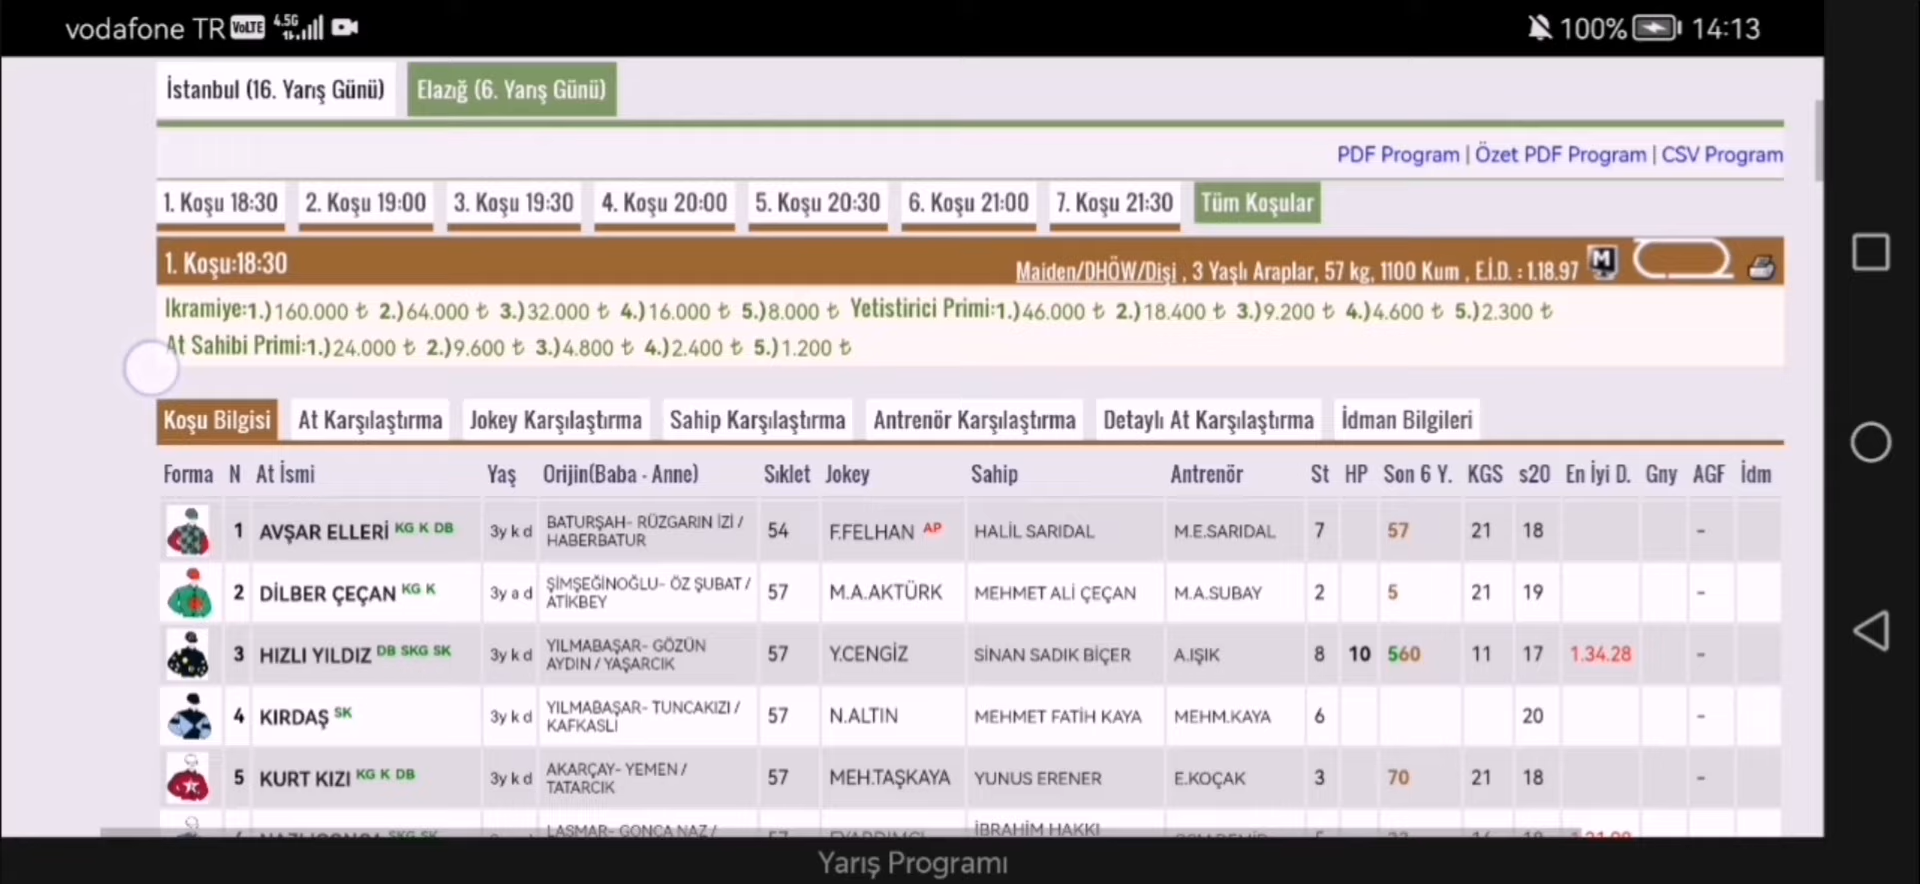 vodafone TR VoLTE 4.5G 100% 14:13
İstanbul (16. Yarış Günü) Elazığ (6. Yarış Günü)
PDF Program | Özet PDF Program | CSV Program
1. Koşu 18:30 2. Koşu 19:00 3. Koşu 19:30 4. Koşu 20:00 5. Koşu 20:30 6. Koşu 21:00 7. Koşu 21:30 Tüm Koşular
1. Koşu:18:30 Maiden/DHÖW/Dişi , 3 Yaşlı Araplar, 57 kg, 1100 Kum , E.İ.D. : 1.18.97 M
Ikramiye:1.)160.000 ₺ 2.)64.000 ₺ 3.)32.000 ₺ 4.)16.000 ₺ 5.)8.000 ₺ Yetistirici Primi:1.)46.000 ₺ 2.)18.400 ₺ 3.)9.200 ₺ 4.)4.600 ₺ 5.)2.300 ₺
At Sahibi Primi:1.)24.000 ₺ 2.)9.600 ₺ 3.)4.800 ₺ 4.)2.400 ₺ 5.)1.200 ₺
Koşu Bilgisi At Karşılaştırma Jokey Karşılaştırma Sahip Karşılaştırma Antrenör Karşılaştırma Detaylı At Karşılaştırma İdman Bilgileri
Forma N At İsmi Yaş Orijin(Baba - Anne) Sıklet Jokey Sahip Antrenör St HP Son 6 Y. KGS s20 En İyi D. Gny AGF İdm
1 AVŞAR ELLERİ KG K DB 3y k d BATURŞAH- RÜZGARIN İZİ / HABERBATUR 54 F.FELHAN AP HALİL SARIDAL M.E.SARIDAL 7 57 21 18 -
2 DİLBER ÇEÇAN KG K 3y a d ŞİMŞEĞİNOĞLU- ÖZ ŞUBAT / ATİKBEY 57 M.A.AKTÜRK MEHMET ALİ ÇEÇAN M.A.SUBAY 2 5 21 19 -
3 HIZLI YILDIZ DB SKG SK 3y k d YILMABAŞAR- GÖZÜN AYDIN / YAŞARCIK 57 Y.CENGİZ SİNAN SADIK BİÇER A.IŞIK 8 10 560 11 17 1.34.28 -
4 KIRDAŞ SK 3y k d YILMABAŞAR- TUNCAKIZI / KAFKASLI 57 N.ALTIN MEHMET FATİH KAYA MEHM.KAYA 6 20 -
5 KURT KIZI KG K DB 3y k d AKARÇAY- YEMEN / TATARCIK 57 MEH.TAŞKAYA YUNUS ERENER E.KOÇAK 3 70 21 18 -
LASMAR- GONCA NAZ / İBRAHİM HAKKI
Yarış Programı